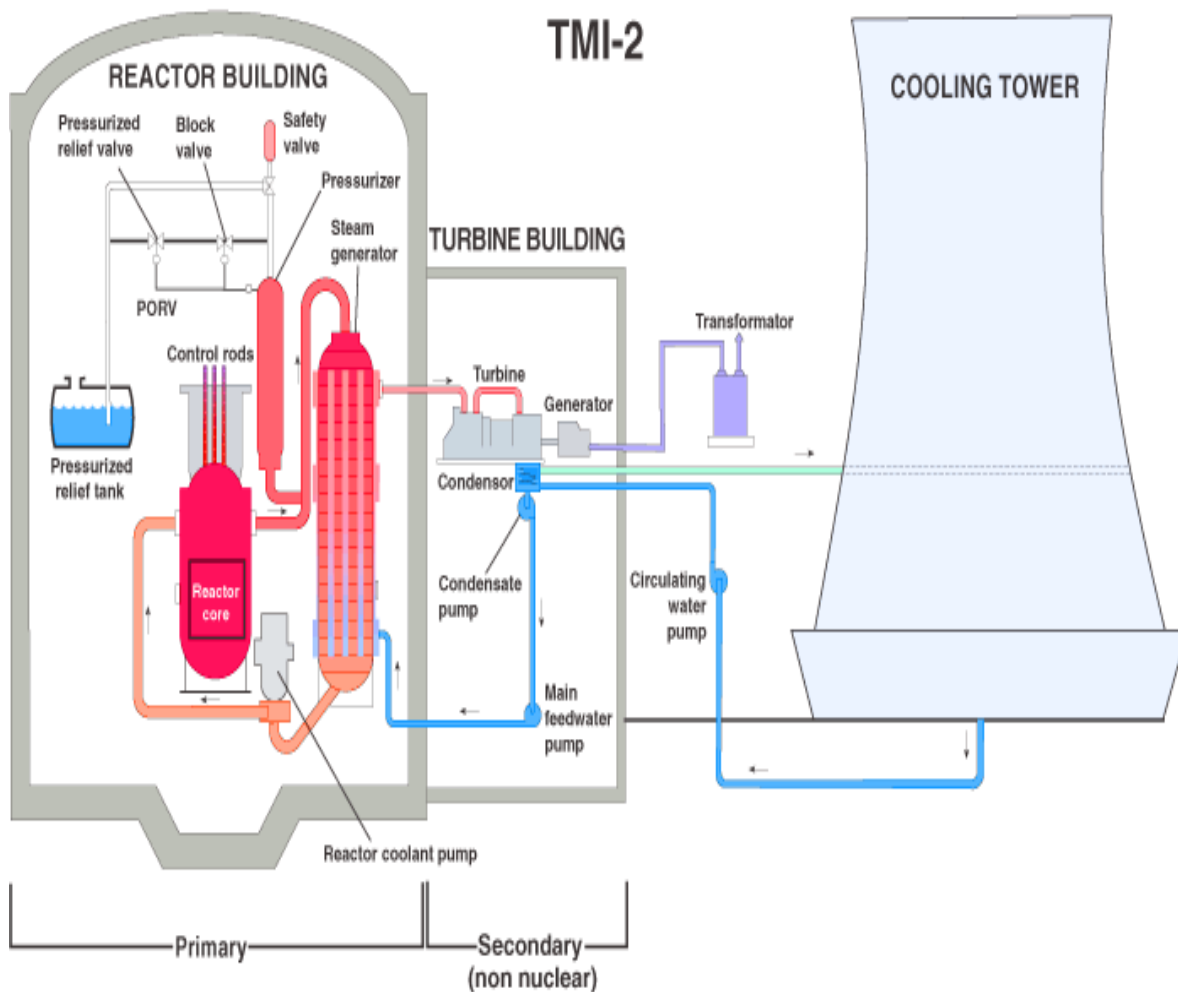 TMI-2
REACTOR BUILDING
COOLING TOWER
Pressurized
relief valve
Block
valve
Safety
valve
Pressurizer
Steam
generator
TURBINE BUILDING
PORV
Control rods
Transformator
Turbine
Generator
Pressurized
relief tank
Condensor
Reactor
core
Condensate
pump
Circulating
water
pump
Main
feedwater
pump
Reactor coolant pump
Primary
Secondary
(non nuclear)